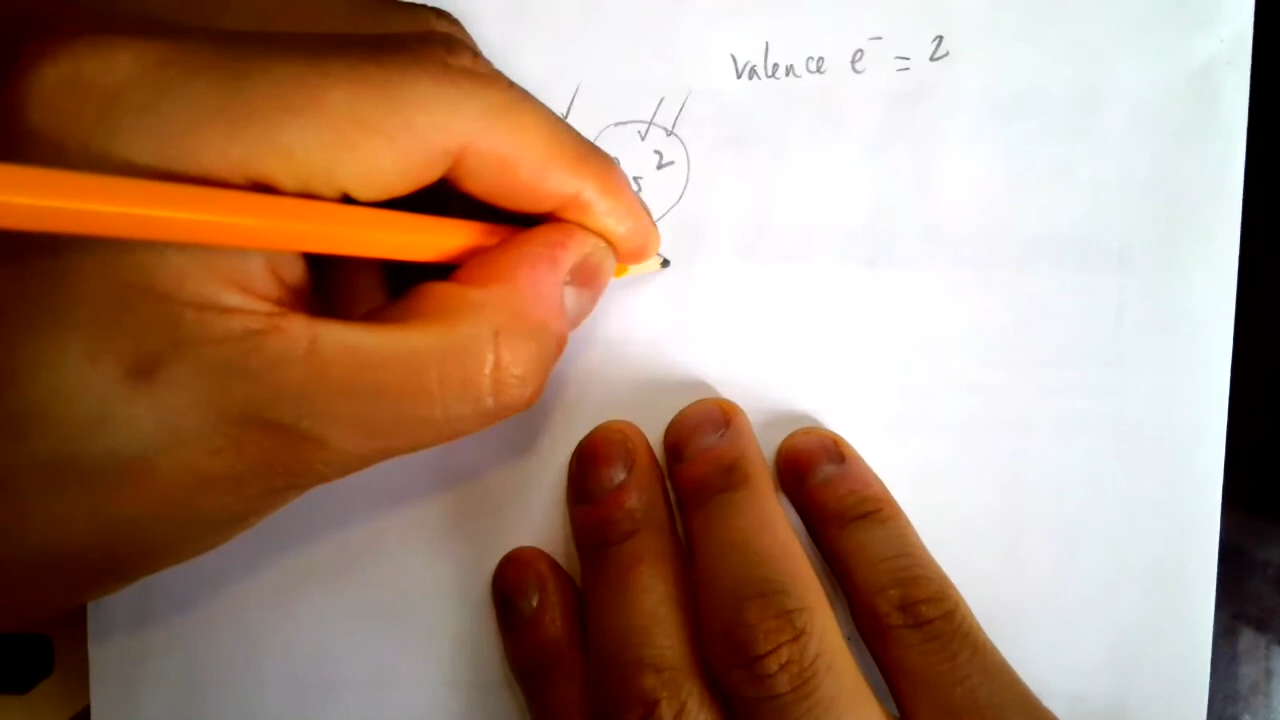 valence e⁻ = 2
2
s